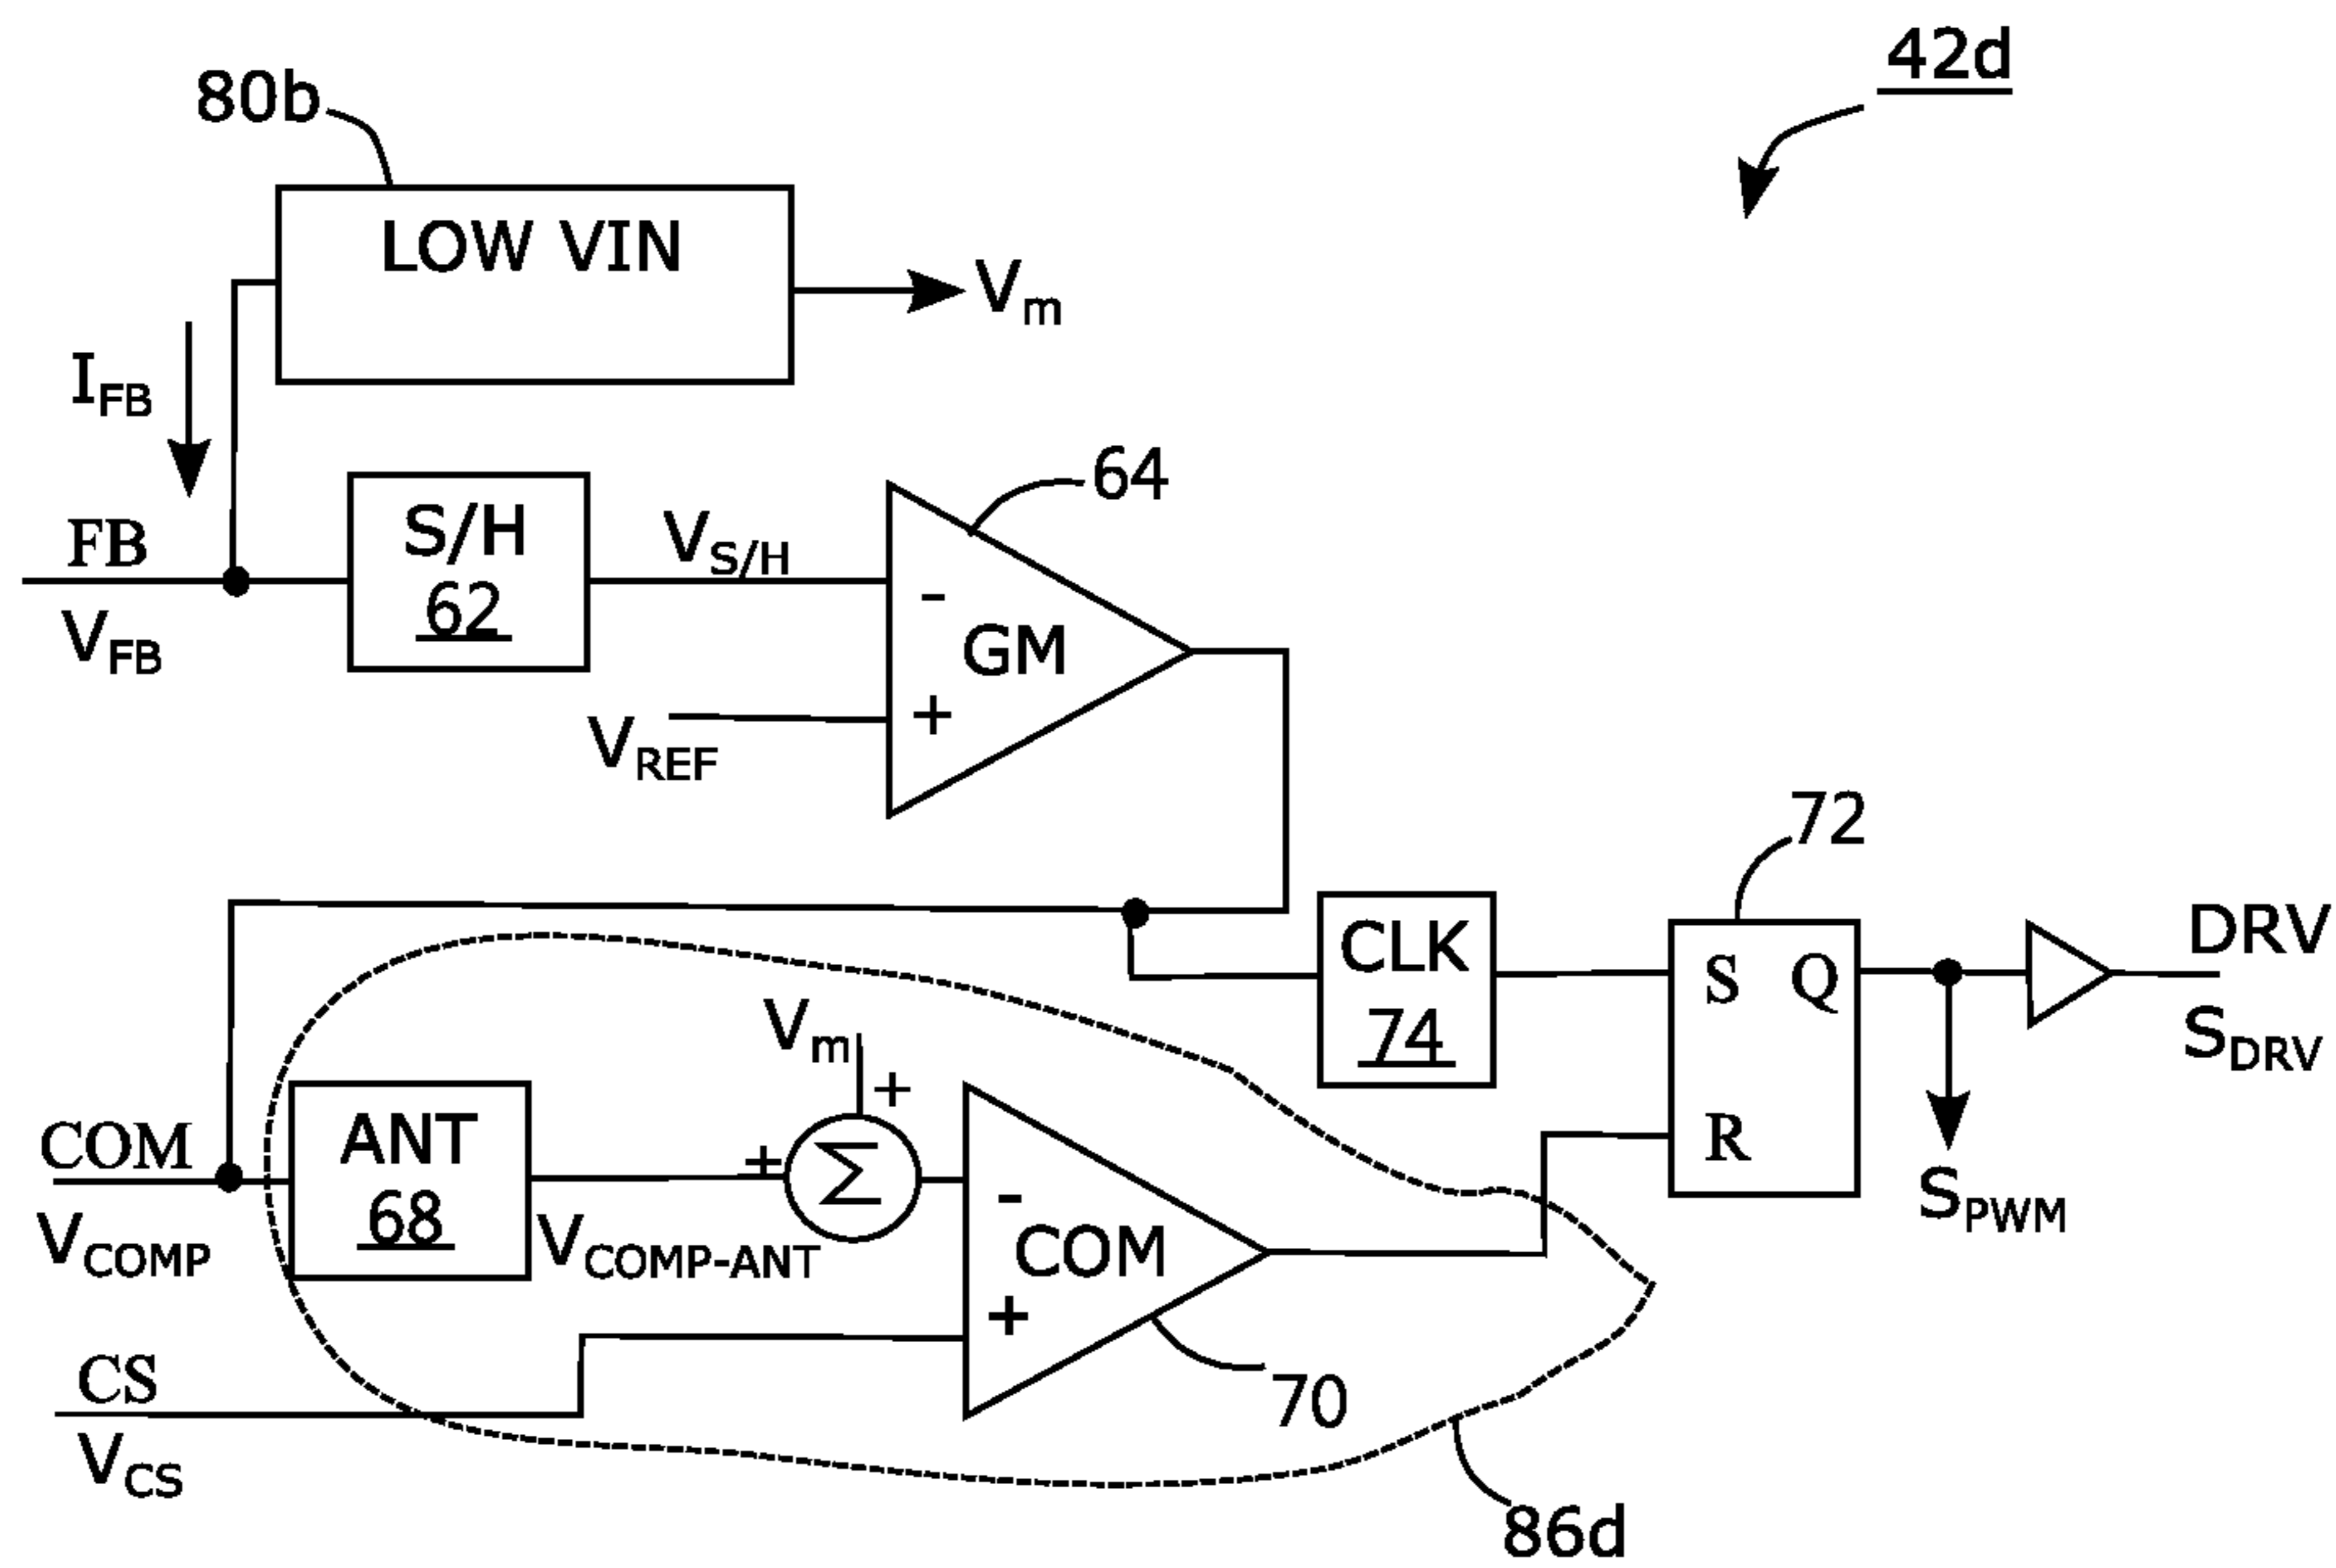 42d
80b
LOW VIN
Vm
IFB
FB
VFB
S/H
62
VS/H
64
-
GM
+
VREF
72
CLK
74
S Q
R
DRV
SDRV
SPWM
Vm
+
+
Σ
COM
VCOMP
ANT
68
VCOMP-ANT
-
COM
+
70
CS
VCS
86d